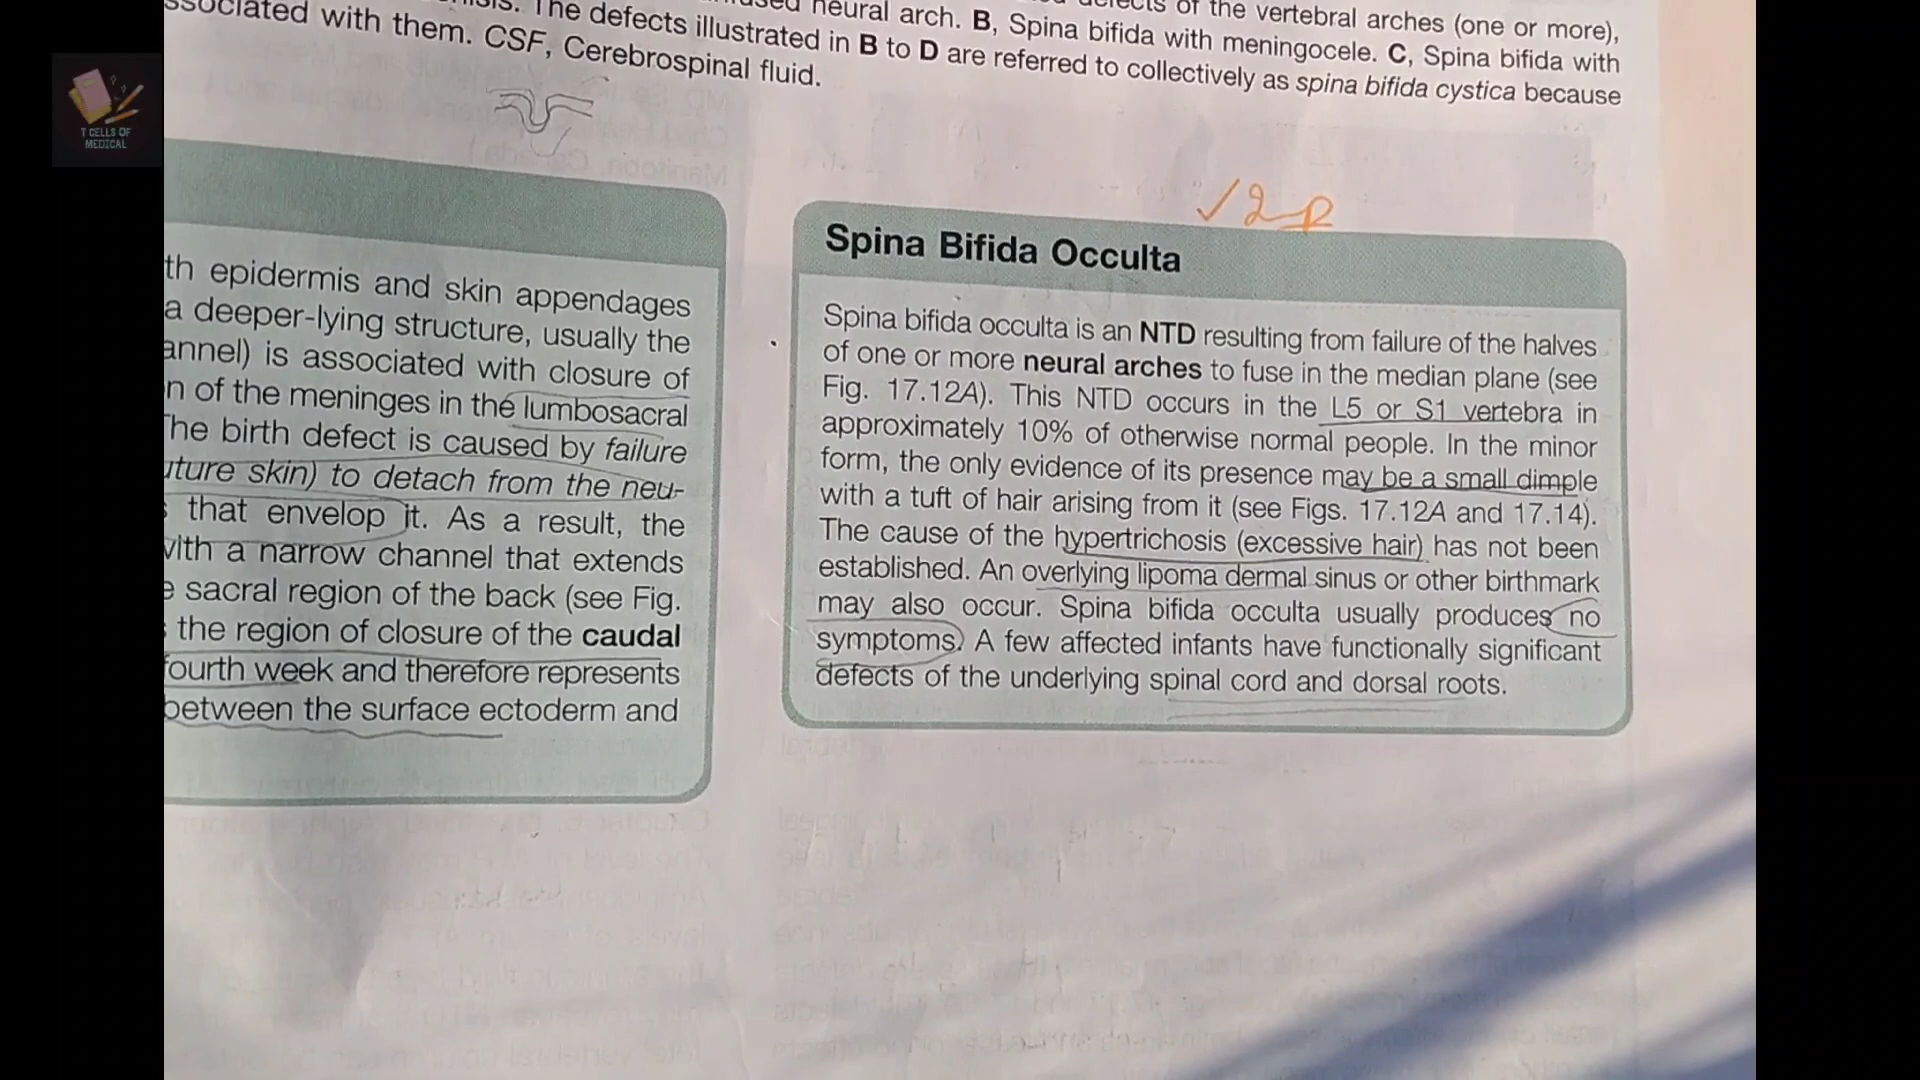 defects of the vertebral arches (one or more),
neural arch. B, Spina bifida with meningocele. C, Spina bifida with
The defects illustrated in B to D are referred to collectively as spina bifida cystica because
associated with them. CSF, Cerebrospinal fluid.
T CELLS OF
MEDICAL
th epidermis and skin appendages
a deeper-lying structure, usually the
annel) is associated with closure of
n of the meninges in the lumbosacral
The birth defect is caused by failure
uture skin) to detach from the neu-
s that envelop it. As a result, the
with a narrow channel that extends
e sacral region of the back (see Fig.
the region of closure of the caudal
fourth week and therefore represents
between the surface ectoderm and
Spina Bifida Occulta
Spina bifida occulta is an NTD resulting from failure of the halves
of one or more neural arches to fuse in the median plane (see
Fig. 17.12A). This NTD occurs in the L5 or S1 vertebra in
approximately 10% of otherwise normal people. In the minor
form, the only evidence of its presence may be a small dimple
with a tuft of hair arising from it (see Figs. 17.12A and 17.14).
The cause of the hypertrichosis (excessive hair) has not been
established. An overlying lipoma dermal sinus or other birthmark
may also occur. Spina bifida occulta usually produces no
symptoms. A few affected infants have functionally significant
defects of the underlying spinal cord and dorsal roots.